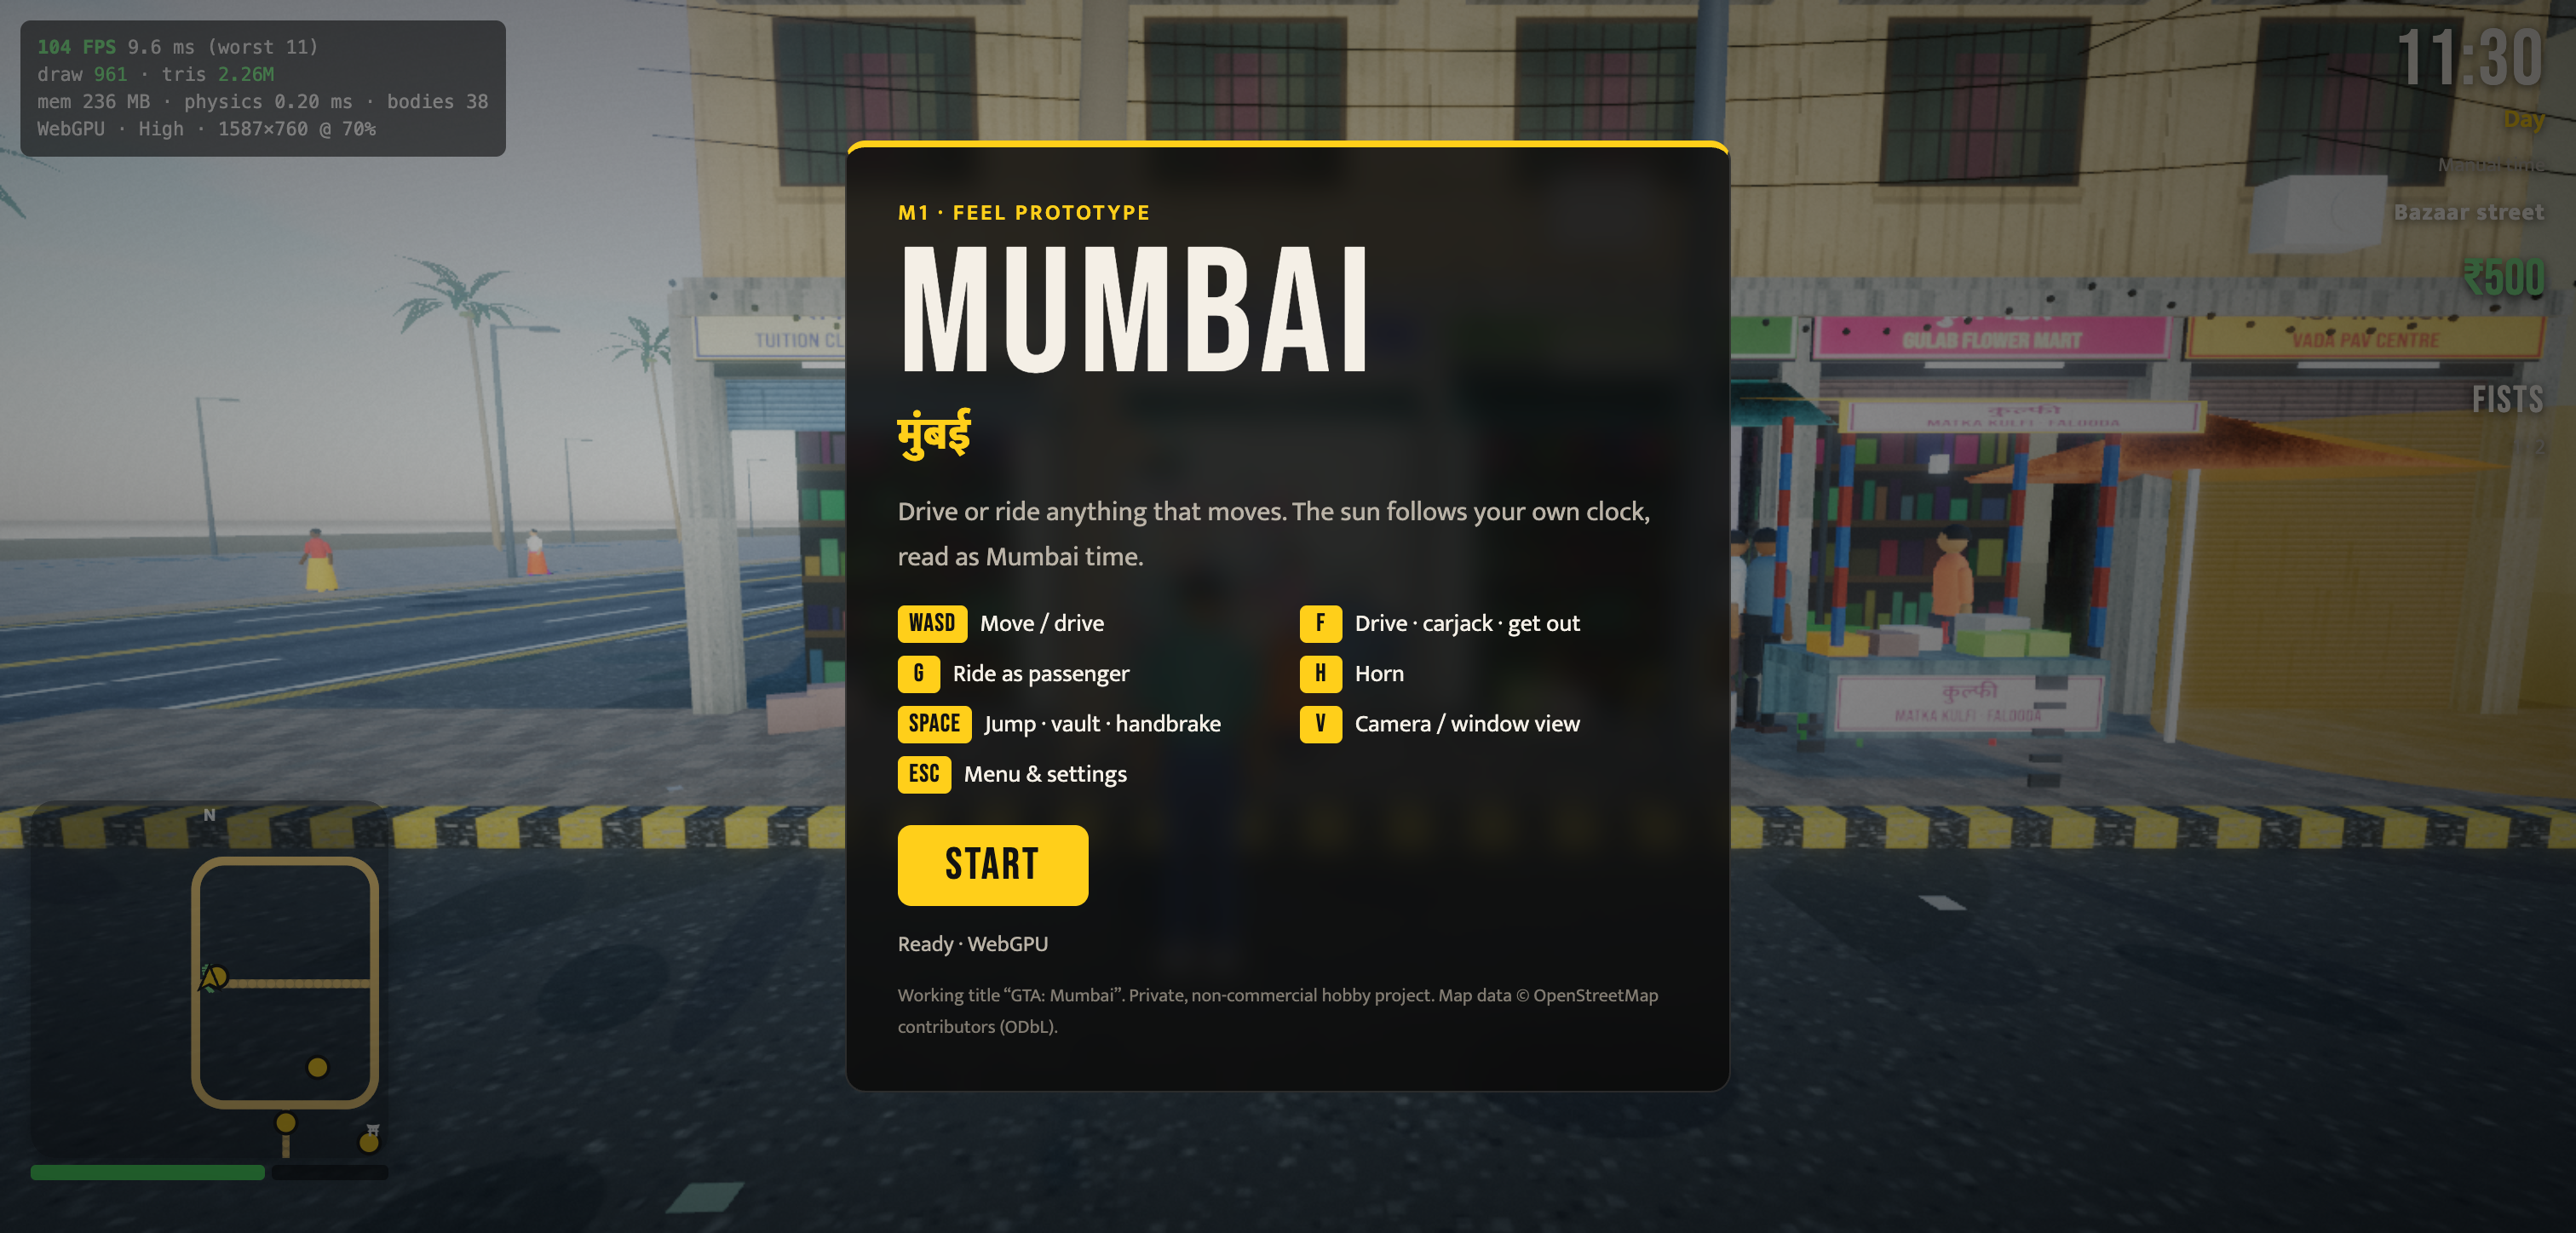 104 FPS 9.6 ms (worst 11)
draw 961 · tris 2.26M
mem 236 MB · physics 0.20 ms · bodies 38
WebGPU · High · 1587×760 @ 70%
11:30
Day
Bazaar street
₹500
FISTS
M1 · FEEL PROTOTYPE
MUMBAI
मुंबई
Drive or ride anything that moves. The sun follows your own clock,
read as Mumbai time.
WASD Move / drive
F Drive · carjack · get out
G Ride as passenger
H Horn
SPACE Jump · vault · handbrake
V Camera / window view
ESC Menu & settings
START
Ready · WebGPU
Working title “GTA: Mumbai”. Private, non-commercial hobby project. Map data © OpenStreetMap
contributors (ODbL).
TUITION
GULAB FLOWER MART
VADA PAV CENTRE
कुल्फी
MATKA KULFI · FALOODA
कुल्फी
MATKA KULFI · FALOODA
N